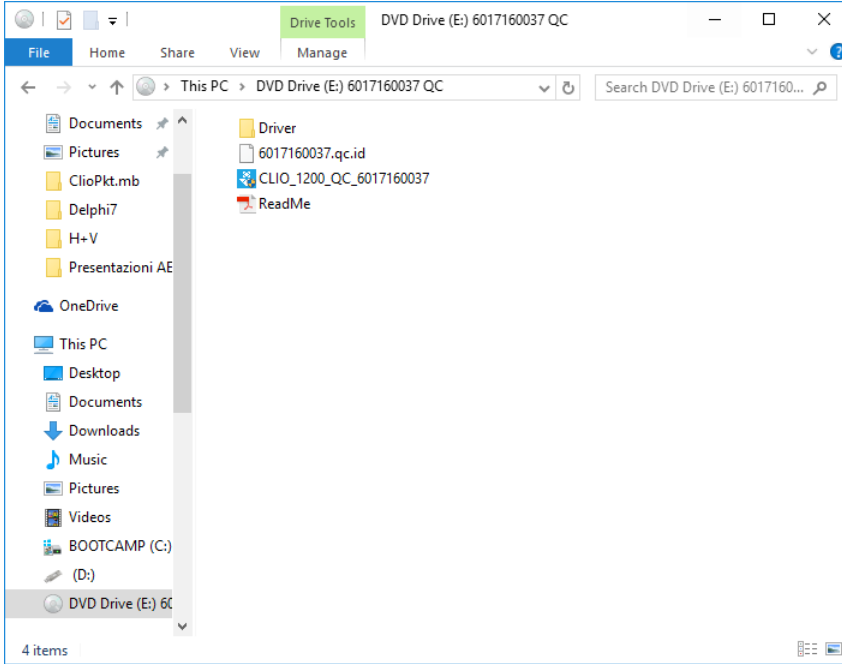 Drive Tools
DVD Drive (E:) 6017160037 QC
File
Home
Share
View
Manage
This PC
DVD Drive (E:) 6017160037 QC
Search DVD Drive (E:) 6017160...
Documents
Pictures
ClioPkt.mb
Delphi7
H+V
Presentazioni AE
OneDrive
This PC
Desktop
Documents
Downloads
Music
Pictures
Videos
BOOTCAMP (C:)
(D:)
DVD Drive (E:) 60
Driver
6017160037.qc.id
CLIO_1200_QC_6017160037
ReadMe
4 items